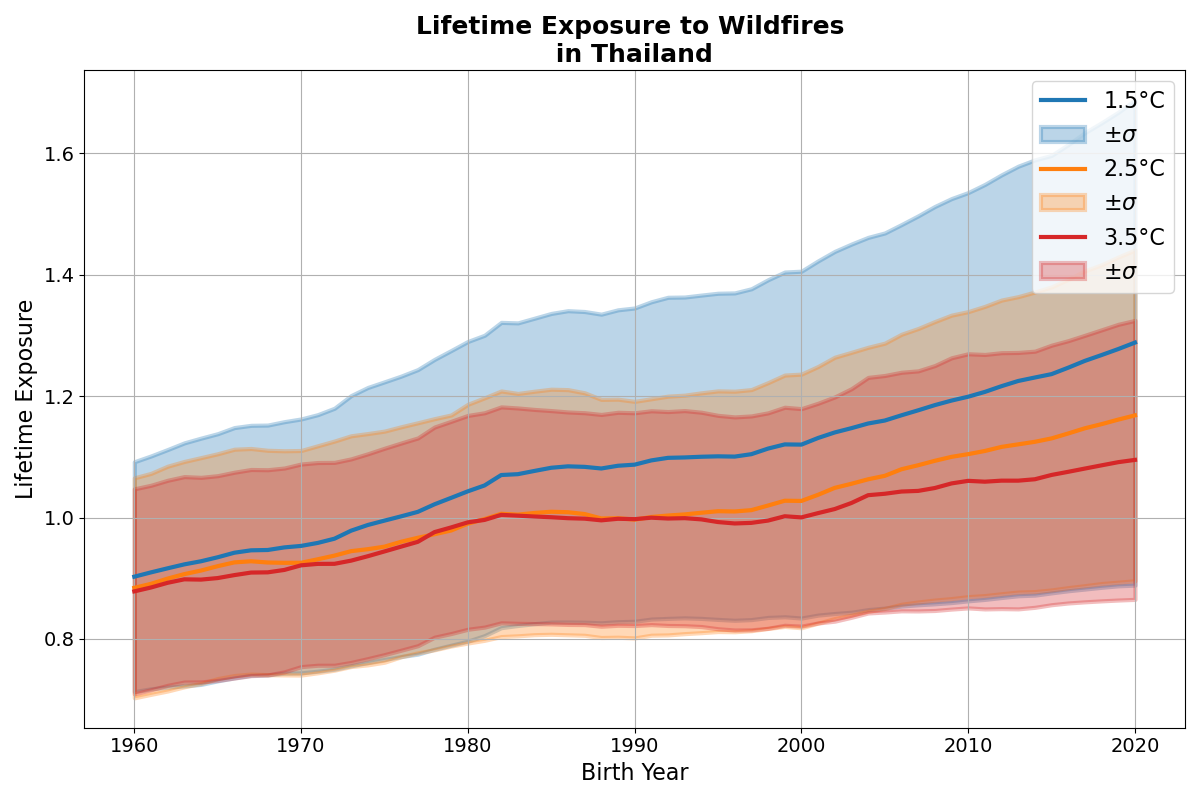 Lifetime Exposure to Wildfires
in Thailand
Lifetime Exposure
1.6
1.4
1.2
1.0
0.8
1.5°C
±σ
2.5°C
±σ
3.5°C
±σ
1960 1970 1980 1990 2000 2010 2020
Birth Year